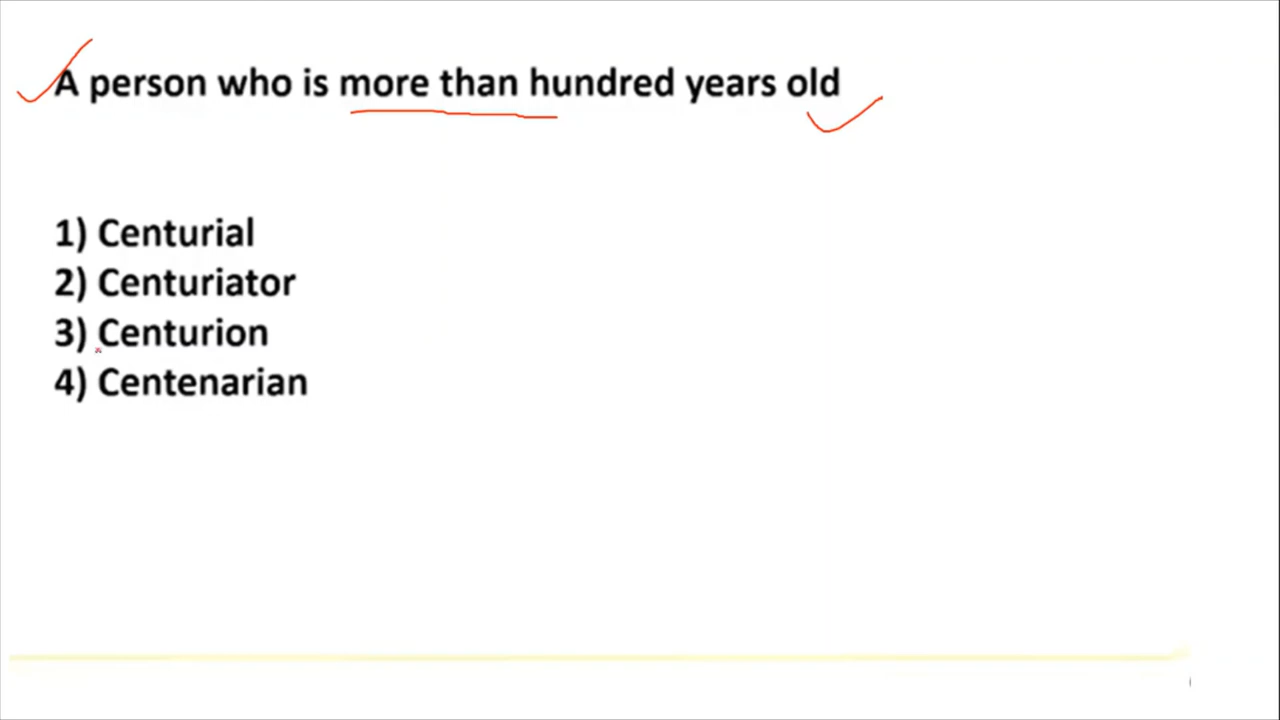 A person who is more than hundred years old
1) Centurial
2) Centuriator
3) Centurion
4) Centenarian